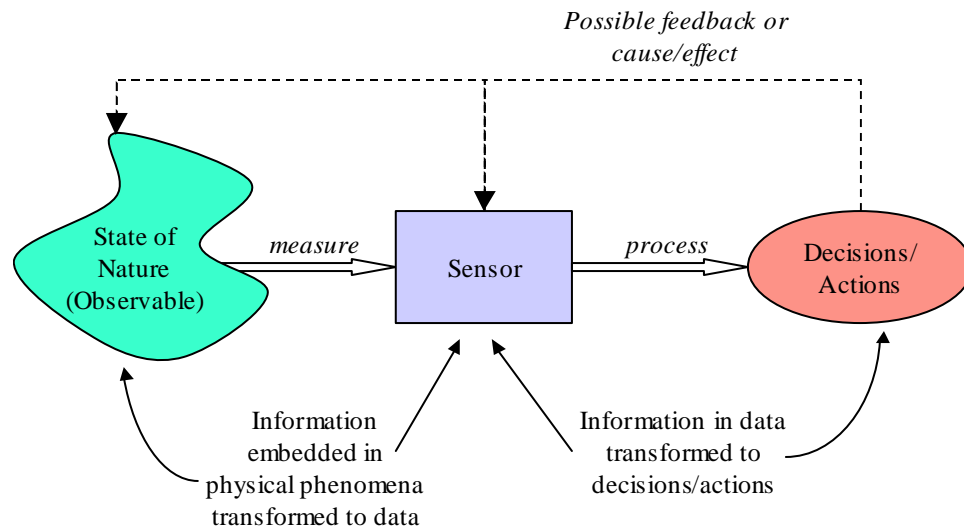 Possible feedback or
cause/effect
State of
Nature
(Observable)
measure
Sensor
process
Decisions/
Actions
Information
embedded in
physical phenomena
transformed to data
Information in data
transformed to
decisions/actions